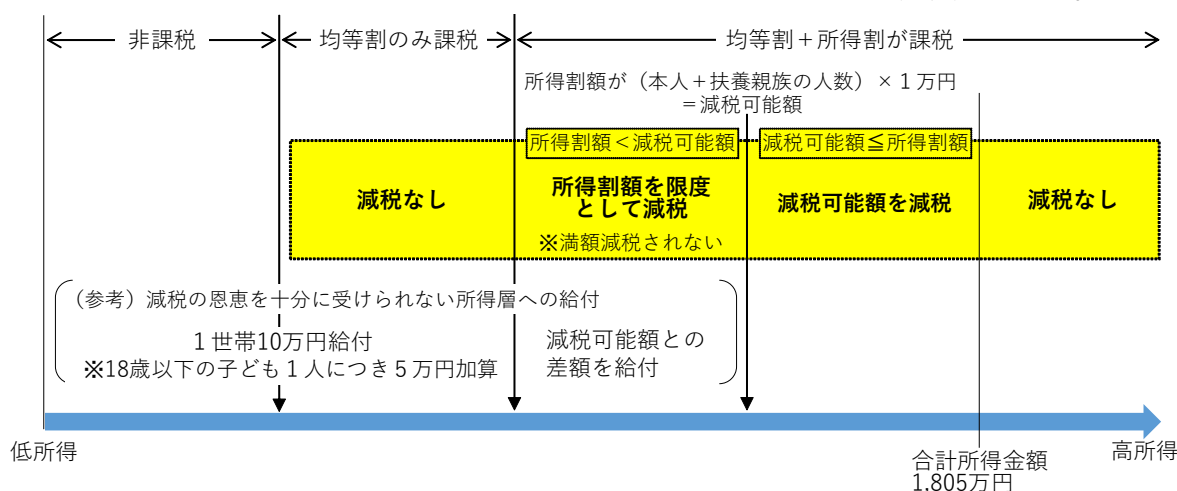 非課税
均等割のみ課税
均等割＋所得割が課税
所得割額が（本人＋扶養親族の人数）×１万円
＝減税可能額
所得割額＜減税可能額
減税可能額≦所得割額
減税なし
所得割額を限度
として減税
※満額減税されない
減税可能額を減税
減税なし
（参考）減税の恩恵を十分に受けられない所得層への給付
１世帯10万円給付
※18歳以下の子ども１人につき５万円加算
減税可能額との
差額を給付
低所得
高所得
合計所得金額
1,805万円